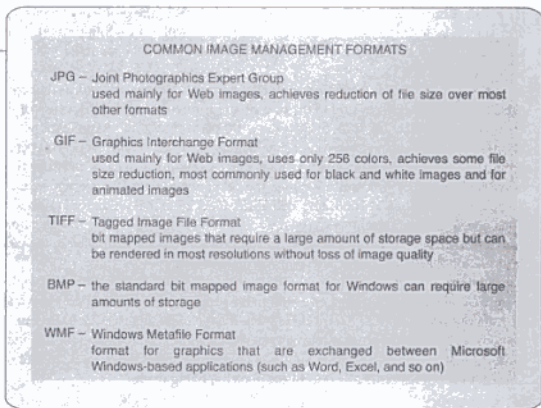 COMMON IMAGE MANAGEMENT FORMATS
JPG – Joint Photographics Expert Group
used mainly for Web images, achieves reduction of file size over most
other formats
GIF – Graphics Interchange Format
used mainly for Web images, uses only 256 colors, achieves some file
size reduction, most commonly used for black and white images and for
animated images
TIFF – Tagged Image File Format
bit mapped images that require a large amount of storage space but can
be rendered in most resolutions without loss of image quality
BMP – the standard bit mapped image format for Windows can require large
amounts of storage
WMF – Windows Metafile Format
format for graphics that are exchanged between Microsoft
Windows-based applications (such as Word, Excel, and so on)